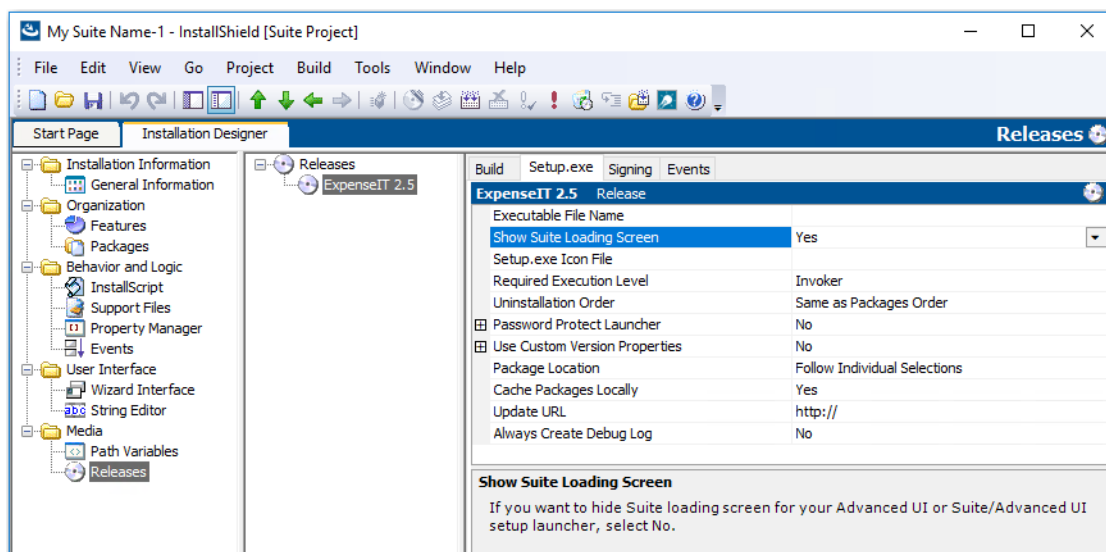 My Suite Name-1 - InstallShield [Suite Project]
File Edit View Go Project Build Tools Window Help
Start Page Installation Designer Releases
Installation Information
General Information
Organization
Features
Packages
Behavior and Logic
InstallScript
Support Files
Property Manager
Events
User Interface
Wizard Interface
abc String Editor
Media
Path Variables
Releases
Releases
ExpenseIT 2.5
Build Setup.exe Signing Events
ExpenseIT 2.5 Release
Executable File Name
Show Suite Loading Screen Yes
Setup.exe Icon File
Required Execution Level Invoker
Uninstallation Order Same as Packages Order
Password Protect Launcher No
Use Custom Version Properties No
Package Location Follow Individual Selections
Cache Packages Locally Yes
Update URL http://
Always Create Debug Log No
Show Suite Loading Screen
If you want to hide Suite loading screen for your Advanced UI or Suite/Advanced UI
setup launcher, select No.